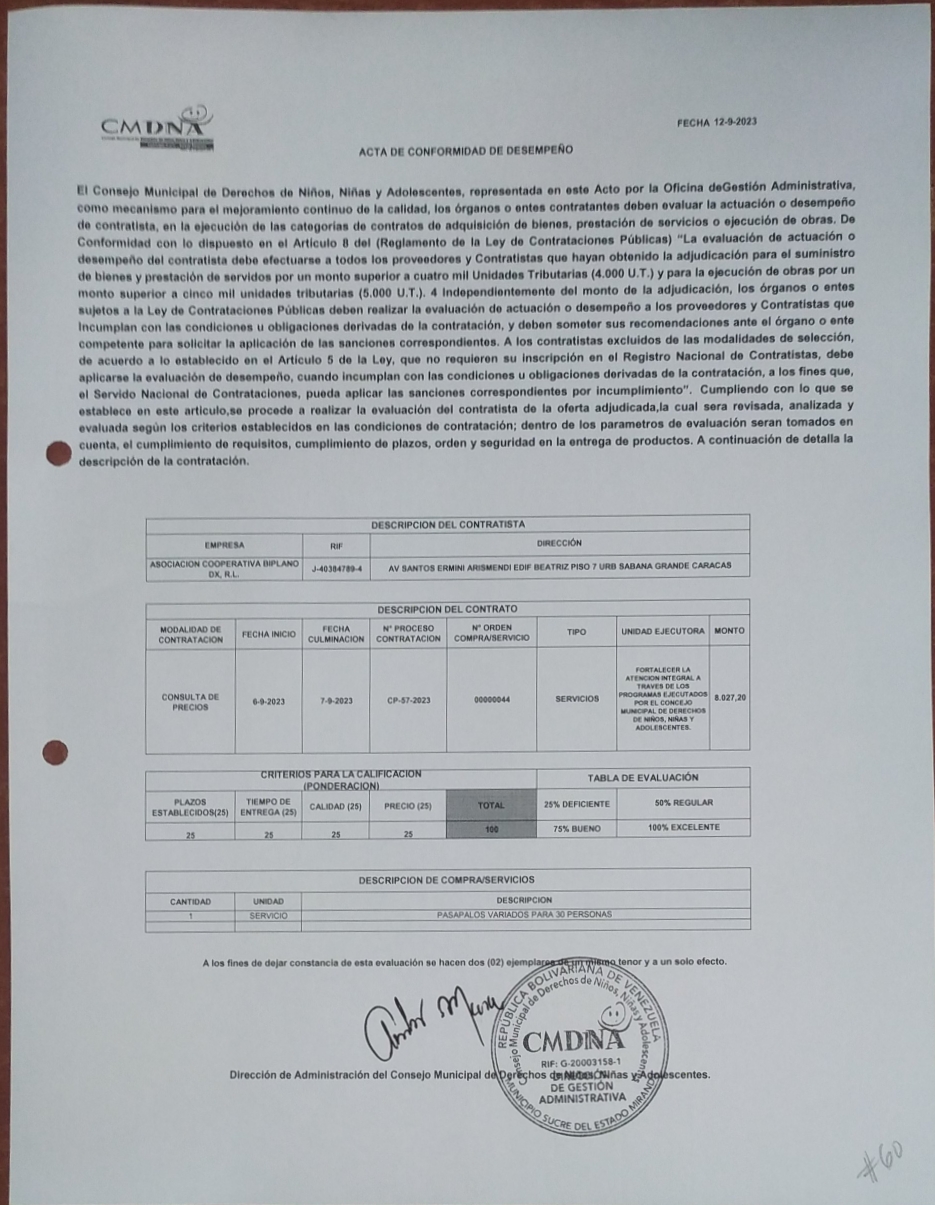 CMDNA
FECHA 12-9-2023
ACTA DE CONFORMIDAD DE DESEMPEÑO
El Consejo Municipal de Derechos de Niños, Niñas y Adolescentes, representada en este Acto por la Oficina deGestión Administrativa,
como mecanismo para el mejoramiento continuo de la calidad, los órganos o entes contratantes deben evaluar la actuación o desempeño
de contratista, en la ejecución de las categorias de contratos de adquisición de bienes, prestación de servicios o ejecución de obras. De
Conformidad con lo dispuesto en el Articulo 8 del (Reglamento de la Ley de Contrataciones Públicas) “La evaluación de actuación o
desempeño del contratista debe efectuarse a todos los proveedores y Contratistas que hayan obtenido la adjudicación para el suministro
de bienes y prestación de servidos por un monto superior a cuatro mil Unidades Tributarias (4.000 U.T.) y para la ejecución de obras por un
monto superior a cinco mil unidades tributarias (5.000 U.T.). 4 Independientemente del monto de la adjudicación, los órganos o entes
sujetos a la Ley de Contrataciones Públicas deben realizar la evaluación de actuación o desempeño a los proveedores y Contratistas que
Incumplan con las condiciones u obligaciones derivadas de la contratación, y deben someter sus recomendaciones ante el órgano o ente
competente para solicitar la aplicación de las sanciones correspondientes. A los contratistas excluidos de las modalidades de selección,
de acuerdo a lo establecido en el Artículo 5 de la Ley, que no requieren su inscripción en el Registro Nacional de Contratistas, debe
aplicarse la evaluación de desempeño, cuando incumplan con las condiciones u obligaciones derivadas de la contratación, a los fines que,
el Servido Nacional de Contrataciones, pueda aplicar las sanciones correspondientes por incumplimiento”. Cumpliendo con lo que se
establece en este articulo,se procede a realizar la evaluación del contratista de la oferta adjudicada,la cual sera revisada, analizada y
evaluada según los criterios establecidos en las condiciones de contratación; dentro de los parametros de evaluación seran tomados en
cuenta, el cumplimiento de requisitos, cumplimiento de plazos, orden y seguridad en la entrega de productos. A continuación de detalla la
descripción de la contratación.
DESCRIPCION DEL CONTRATISTA
EMPRESA RIF DIRECCIÓN
ASOCIACION COOPERATIVA BIPLANO
DX, R.L.
J-40384789-4
AV SANTOS ERMINI ARISMENDI EDIF BEATRIZ PISO 7 URB SABANA GRANDE CARACAS
DESCRIPCION DEL CONTRATO
MODALIDAD DE
CONTRATACION
FECHA INICIO
FECHA
CULMINACION
N° PROCESO
CONTRATACION
N° ORDEN
COMPRA/SERVICIO
TIPO
UNIDAD EJECUTORA
MONTO
CONSULTA DE
PRECIOS
6-9-2023
7-9-2023
CP-57-2023
00000044
SERVICIOS
FORTALECER LA
ATENCION INTEGRAL A
TRAVES DE LOS
PROGRAMAS EJECUTADOS
POR EL CONCEJO
MUNICIPAL DE DERECHOS
DE NIÑOS, NIÑAS Y
ADOLESCENTES.
8.027,20
CRITERIOS PARA LA CALIFICACION
(PONDERACION)
TABLA DE EVALUACIÓN
PLAZOS
ESTABLECIDOS(25)
TIEMPO DE
ENTREGA (25)
CALIDAD (25)
PRECIO (25)
TOTAL
25% DEFICIENTE
50% REGULAR
25 25 25 25 100 75% BUENO 100% EXCELENTE
DESCRIPCION DE COMPRA/SERVICIOS
CANTIDAD UNIDAD DESCRIPCION
1 SERVICIO PASAPALOS VARIADOS PARA 30 PERSONAS
A los fines de dejar constancia de esta evaluación se hacen dos (02) ejemplares de un mismo tenor y a un solo efecto.
REPÚBLICA BOLIVARIANA DE VENEZUELA
Consejo Municipal de Derechos de Niños, Niñas y Adolescentes
CMDNA
RIF: G-20003158-1
Dirección de Administración del Consejo Municipal de Derechos de Niños, Niñas y Adolescentes.
DE GESTIÓN
ADMINISTRATIVA
MUNICIPIO SUCRE DEL ESTADO MIRANDA
#60